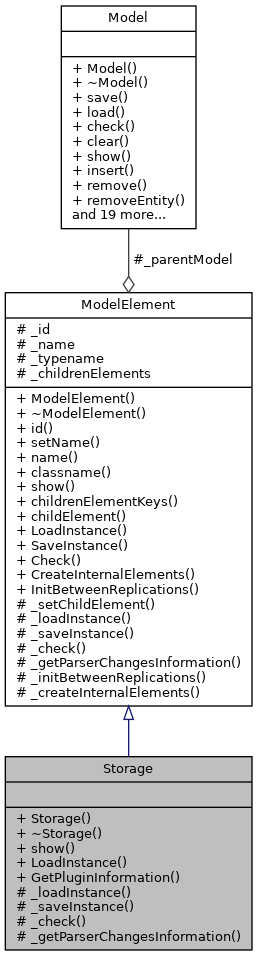 Model
+ Model()
+ ~Model()
+ save()
+ load()
+ check()
+ clear()
+ show()
+ insert()
+ remove()
+ removeEntity()
and 19 more...
#_parentModel
ModelElement
# _id
# _name
# _typename
# _childrenElements
+ ModelElement()
+ ~ModelElement()
+ id()
+ setName()
+ name()
+ classname()
+ show()
+ childrenElementKeys()
+ childElement()
+ LoadInstance()
+ SaveInstance()
+ Check()
+ CreateInternalElements()
+ InitBetweenReplications()
# _setChildElement()
# _loadInstance()
# _saveInstance()
# _check()
# _getParserChangesInformation()
# _initBetweenReplications()
# _createInternalElements()
Storage
+ Storage()
+ ~Storage()
+ show()
+ LoadInstance()
+ GetPluginInformation()
# _loadInstance()
# _saveInstance()
# _check()
# _getParserChangesInformation()